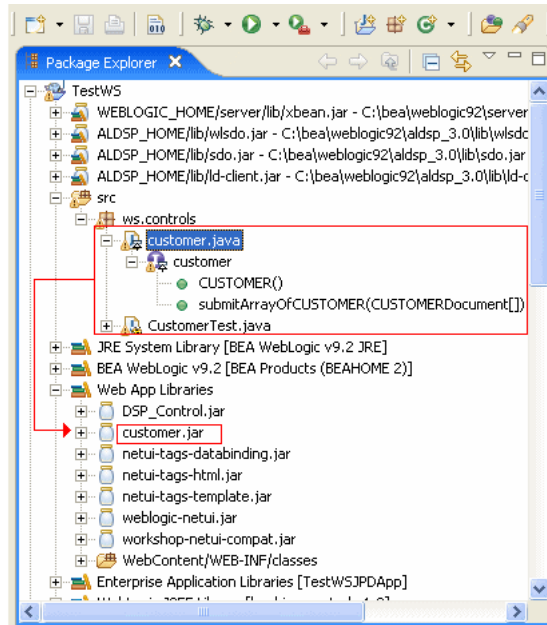 Package Explorer
TestWS
WEBLOGIC_HOME/server/lib/xbean.jar - C:\bea\weblogic92\server
ALDSP_HOME/lib/wlsdo.jar - C:\bea\weblogic92\aldsp_3.0\lib\wlsdc
ALDSP_HOME/lib/sdo.jar - C:\bea\weblogic92\aldsp_3.0\lib\sdo.jar
ALDSP_HOME/lib/ld-client.jar - C:\bea\weblogic92\aldsp_3.0\lib\ld-c
src
ws.controls
customer.java
customer
CUSTOMER()
submitArrayOfCUSTOMER(CUSTOMERDocument[])
CustomerTest.java
JRE System Library [BEA WebLogic v9.2 JRE]
BEA WebLogic v9.2 [BEA Products (BEAHOME 2)]
Web App Libraries
DSP_Control.jar
customer.jar
netui-tags-databinding.jar
netui-tags-html.jar
netui-tags-template.jar
weblogic-netui.jar
workshop-netui-compat.jar
WebContent/WEB-INF/classes
Enterprise Application Libraries [TestWSJPDApp]